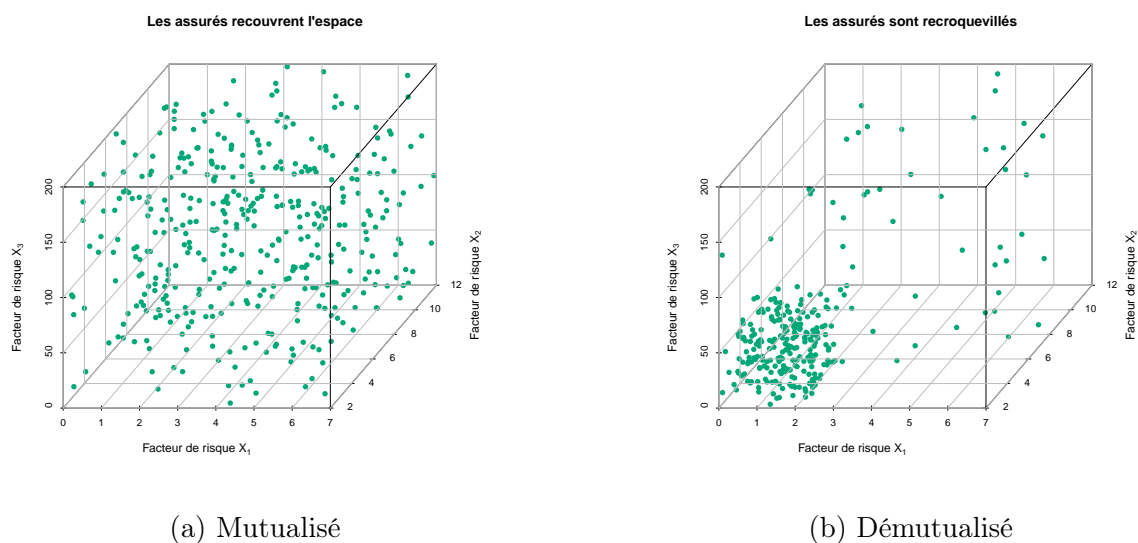 Les assurés recouvrent l'espace
200
150
100
50
0
Facteur de risque X3
0 1 2 3 4 5 6 7
Facteur de risque X1
2
4
6
8
10
12
Facteur de risque X2
(a) Mutualisé
Les assurés sont recroquevillés
200
150
100
50
0
Facteur de risque X3
0 1 2 3 4 5 6 7
Facteur de risque X1
2
4
6
8
10
12
Facteur de risque X2
(b) Démutualisé